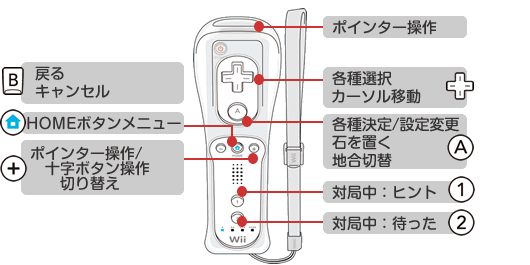 ポインター操作
B
戻る
キャンセル
各種選択
カーソル移動
HOMEボタンメニュー
各種決定/設定変更
石を置く
地合切替
A
ポインター操作/
十字ボタン操作
切り替え
A
HOME
対局中：ヒント
1
1
対局中：待った
2
Wii